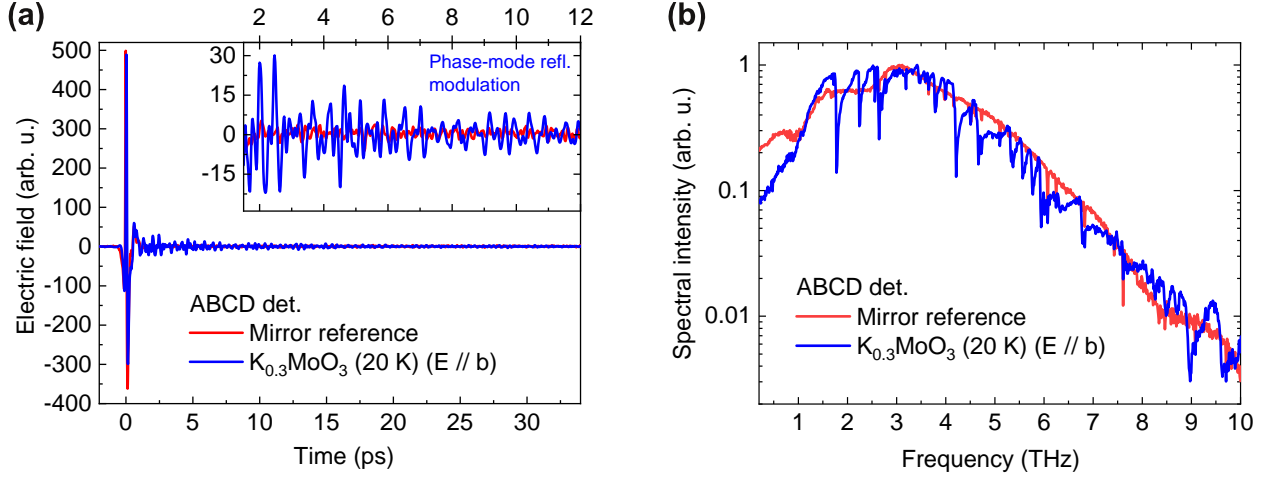 (a)
2 4 6 8 10 12
500
400
300
200
100
0
-100
-200
-300
-400
Electric field (arb. u.)
30
15
0
-15
Phase-mode refl.
modulation
ABCD det.
Mirror reference
K0.3MoO3 (20 K) (E // b)
0 5 10 15 20 25 30
Time (ps)
(b)
1
0.1
0.01
Spectral intensity (arb. u.)
ABCD det.
Mirror reference
K0.3MoO3 (20 K) (E // b)
1 2 3 4 5 6 7 8 9 10
Frequency (THz)